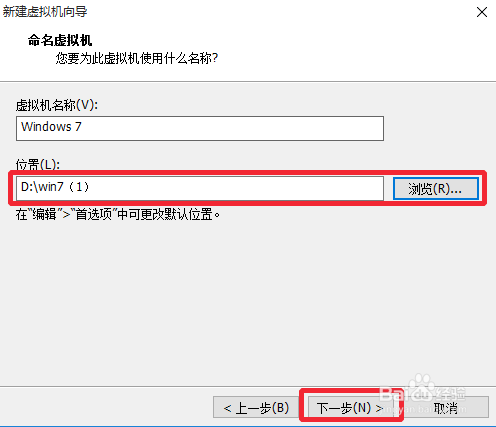 新建虚拟机向导
命名虚拟机
您要为此虚拟机使用什么名称?
虚拟机名称(V):
Windows 7
位置(L):
D:\win7（1）
浏览(R)...
在“编辑”>“首选项”中可更改默认位置。
< 上一步(B)
下一步(N) >
取消
Baidu 经验